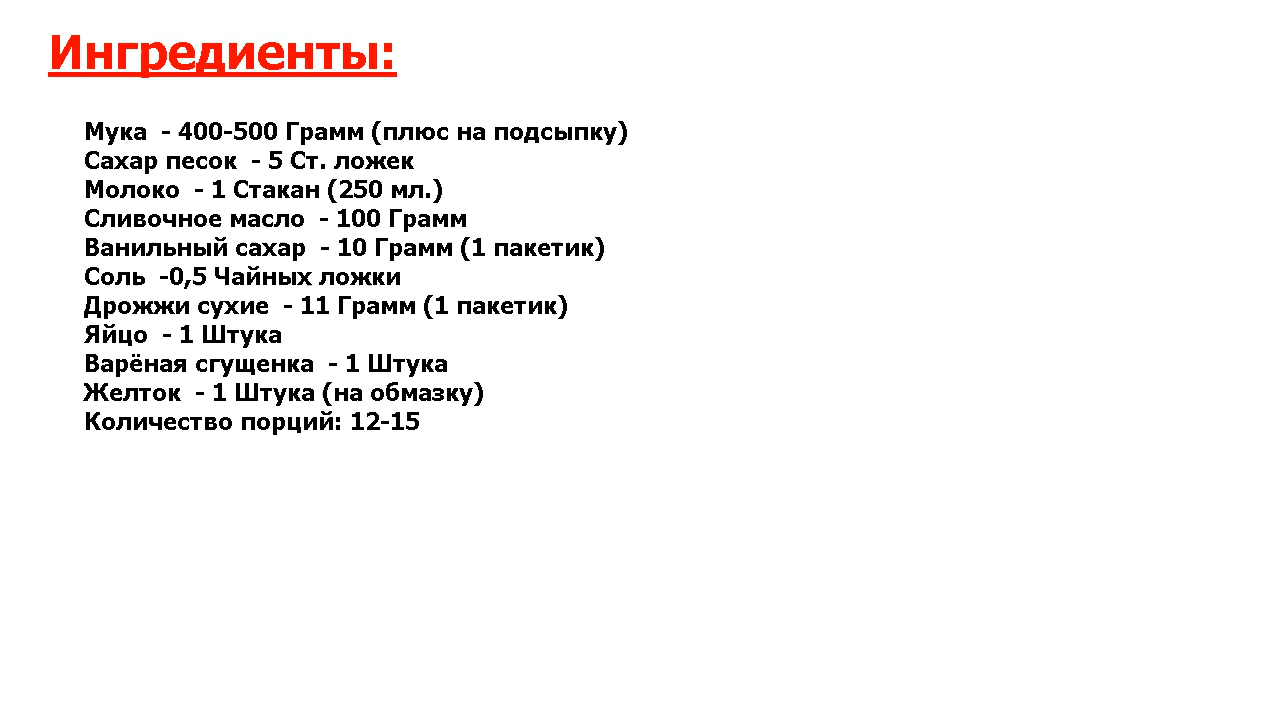 Ингредиенты:
Мука  - 400-500 Грамм (плюс на подсыпку)
Сахар песок  - 5 Ст. ложек
Молоко  - 1 Стакан (250 мл.)
Сливочное масло  - 100 Грамм
Ванильный сахар  - 10 Грамм (1 пакетик)
Соль  -0,5 Чайных ложки
Дрожжи сухие  - 11 Грамм (1 пакетик)
Яйцо  - 1 Штука
Варёная сгущенка  - 1 Штука
Желток  - 1 Штука (на обмазку)
Количество порций: 12-15